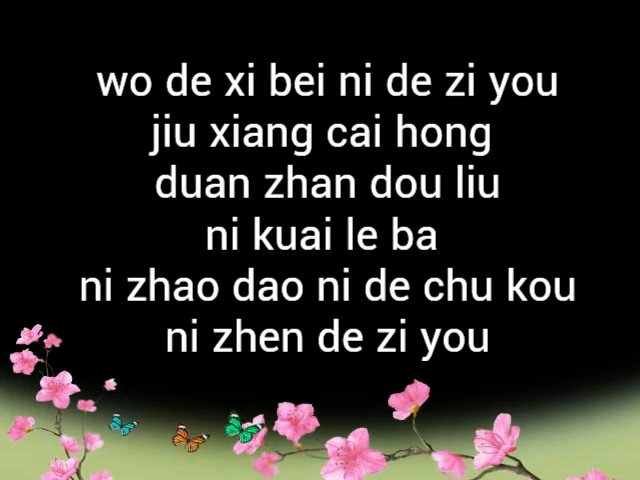 wo de xi bei ni de zi you
jiu xiang cai hong
duan zhan dou liu
ni kuai le ba
ni zhao dao ni de chu kou
ni zhen de zi you